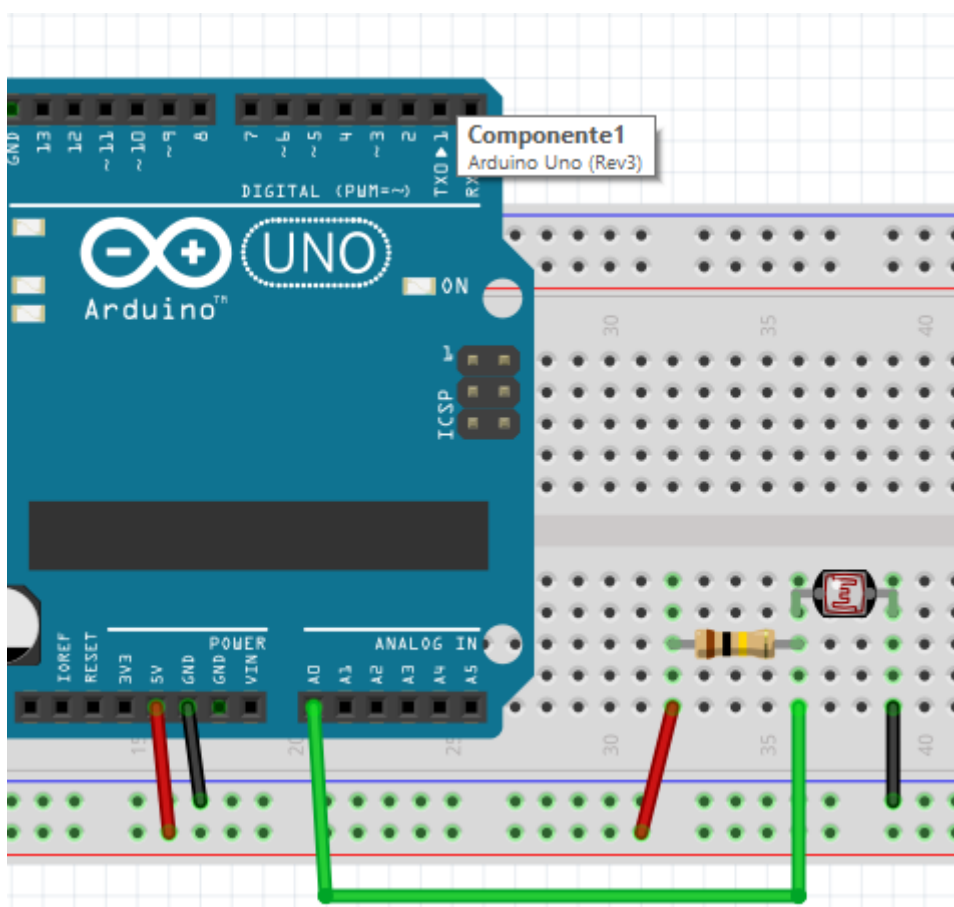 GND
13
12
~11
~10
~9
8
7
~6
~5
4
~3
2
TX0▶1
RX
Componente1
Arduino Uno (Rev3)
DIGITAL (PWM=~)
UNO
Arduino™
ON
1
ICSP
30
35
40
IOREF
RESET
3V3
5V
GND
GND
VIN
POWER
ANALOG IN
A0
A1
A2
A3
A4
A5
15
20
25
30
35
40